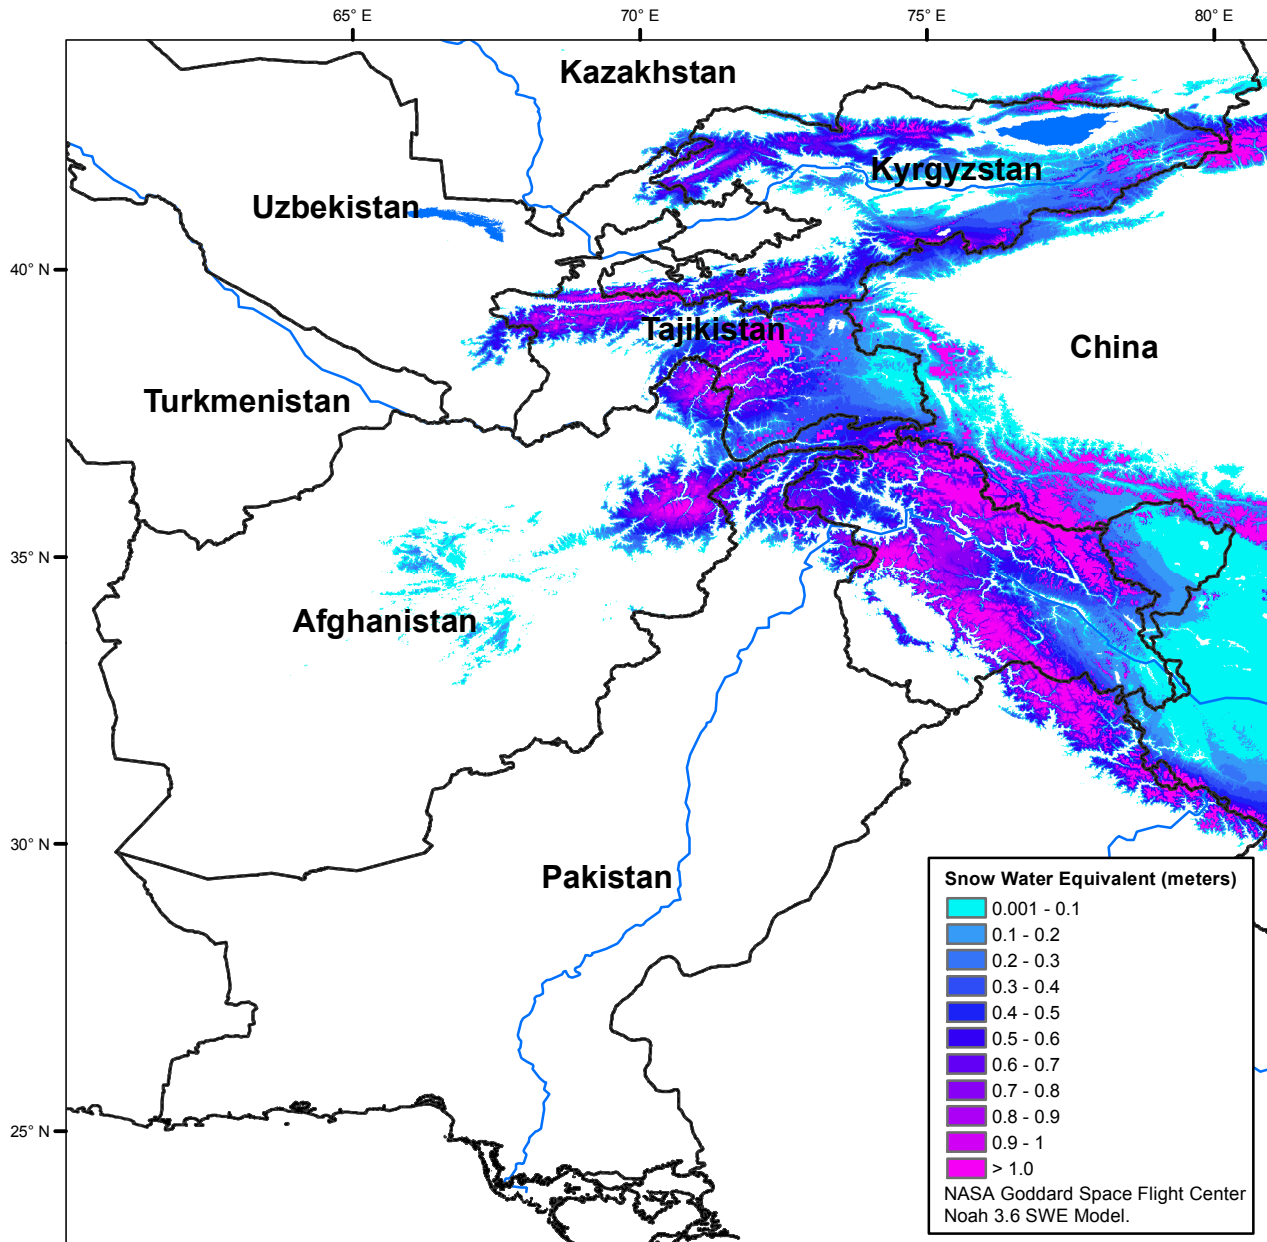 65° E
70° E
75° E
80° E
Kazakhstan
Kyrgyzstan
Uzbekistan
40° N
Tajikistan
China
Turkmenistan
35° N
Afghanistan
30° N
Pakistan
25° N
Snow Water Equivalent (meters)
0.001 - 0.1
0.1 - 0.2
0.2 - 0.3
0.3 - 0.4
0.4 - 0.5
0.5 - 0.6
0.6 - 0.7
0.7 - 0.8
0.8 - 0.9
0.9 - 1
> 1.0
NASA Goddard Space Flight Center
Noah 3.6 SWE Model.